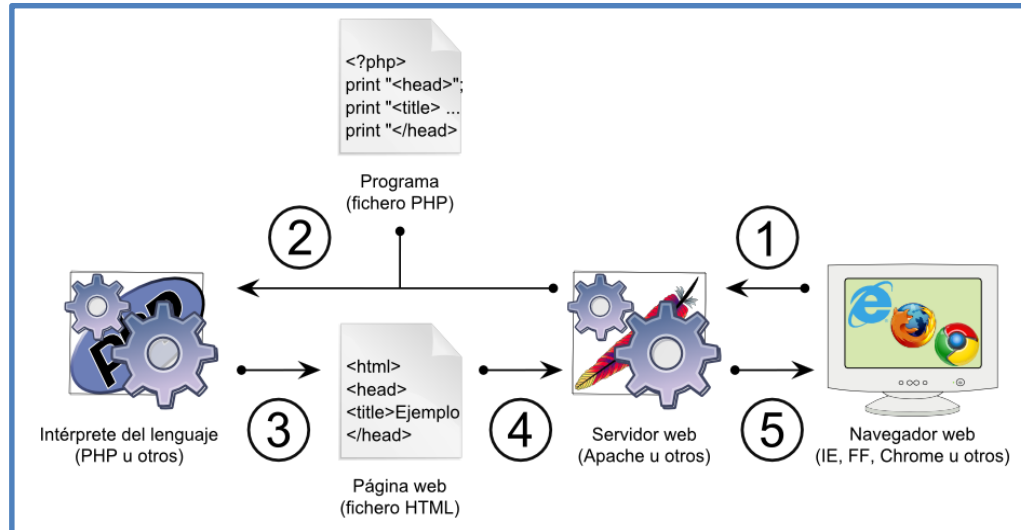 <?php>
print "<head>";
print "<title> ...
print "</head>
Programa
(fichero PHP)
2
1
PHP
Intérprete del lenguaje
(PHP u otros)
3
<html>
<head>
<title>Ejemplo
</head>
Página web
(fichero HTML)
4
Servidor web
(Apache u otros)
5
Navegador web
(IE, FF, Chrome u otros)